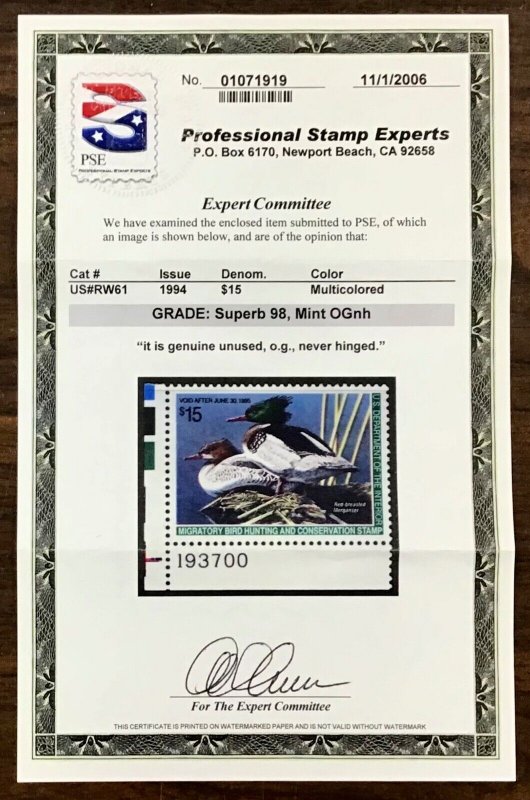 PSE
PROFESSIONAL STAMP EXPERTS
No. 01071919 11/1/2006
Professional Stamp Experts
P.O. Box 6170, Newport Beach, CA 92658
Expert Committee
We have examined the enclosed item submitted to PSE, of which
an image is shown below, and are of the opinion that:
Cat # Issue Denom. Color
US#RW61 1994 $15 Multicolored
GRADE: Superb 98, Mint OGnh
“it is genuine unused, o.g., never hinged.”
VOID AFTER JUNE 30, 1995
$15
U.S. DEPARTMENT OF THE INTERIOR
Red-breasted
Merganser
MIGRATORY BIRD HUNTING AND CONSERVATION STAMP
193700
For The Expert Committee
THIS CERTIFICATE IS PRINTED ON WATERMARKED PAPER AND IS NOT VALID WITHOUT WATERMARK